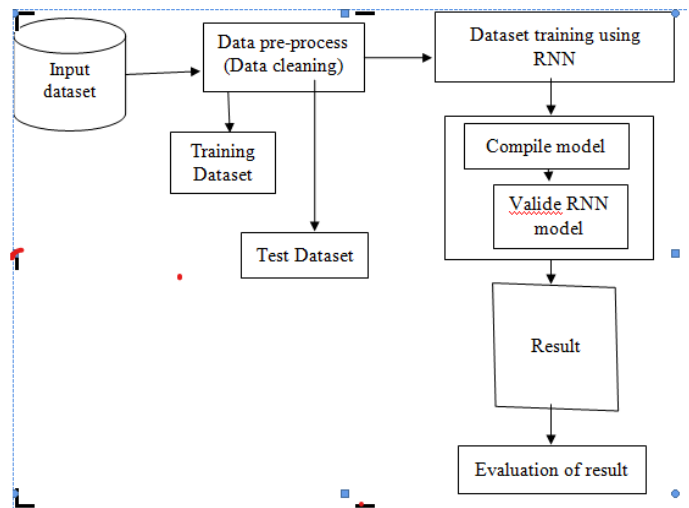 Input
dataset
Data pre-process
(Data cleaning)
Dataset training using
RNN
Training
Dataset
Test Dataset
Compile model
Valide RNN
model
Result
Evaluation of result